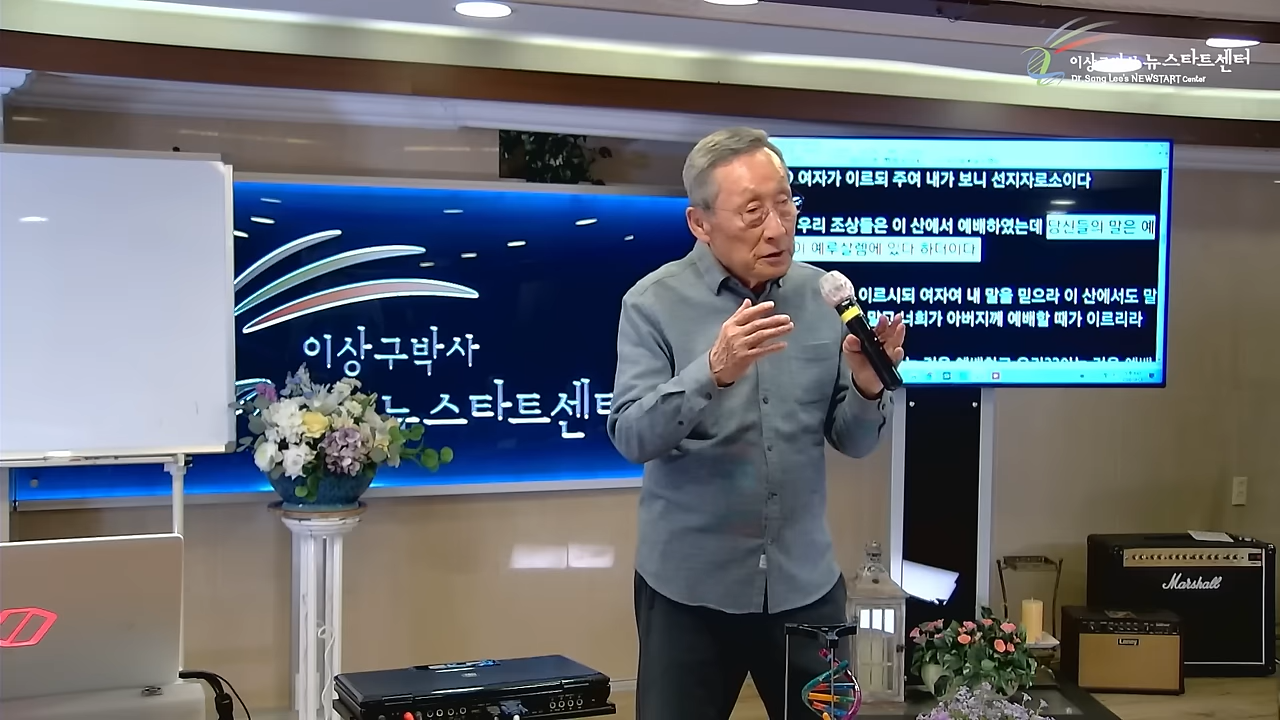 뉴스타트센터
Dr. Sang Lee's NEWSTART Center
여자가 이르되 주여 내가 보니 선지자로소이다
우리 조상들은 이 산에서 예배하였는데 당신들의 말은 예
이 예루살렘에 있다 하더이다
이르시되 여자여 내 말을 믿으라 이 산에서도 말
말고 너희가 아버지께 예배할 때가 이르리라
이상구박사
뉴스타트센터
Marshall
Laney